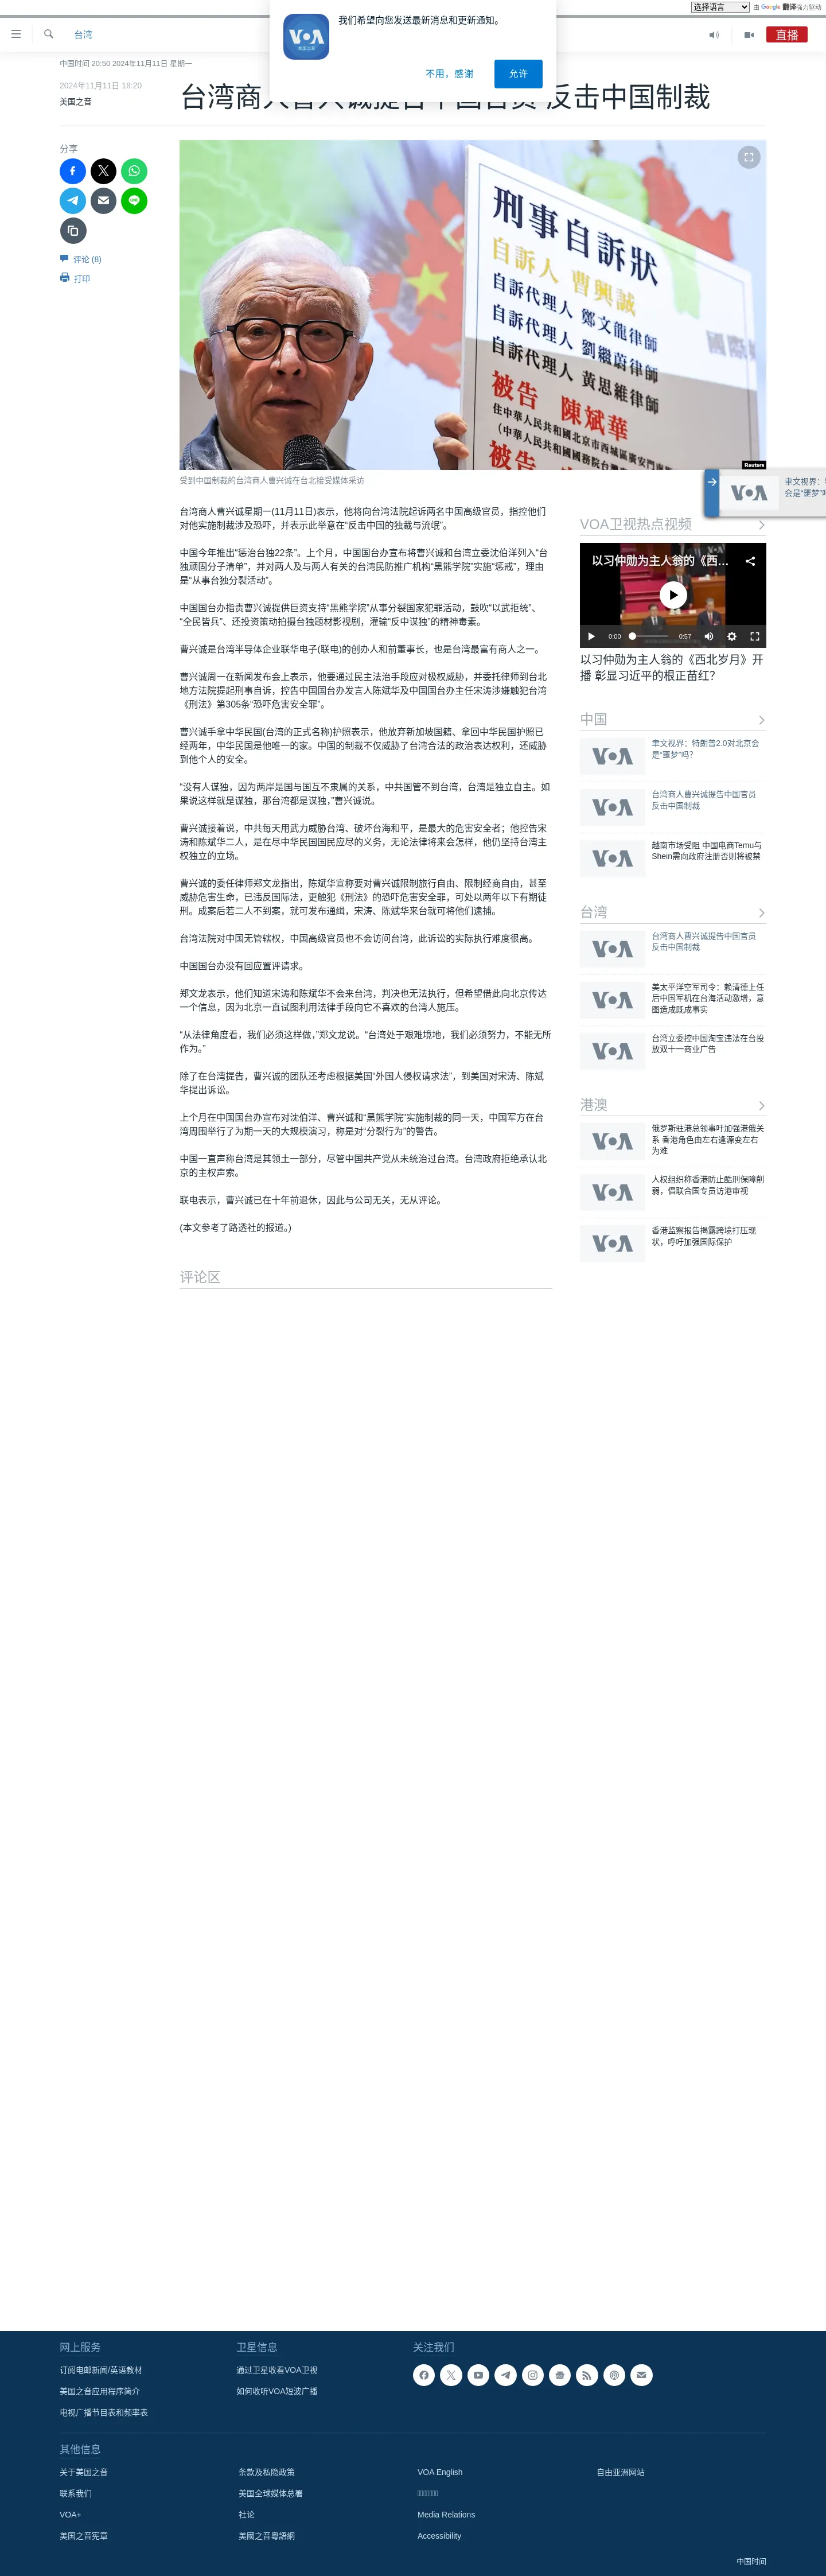 选择语言 由 Google 翻译强力驱动
台湾
直播
我们希望向您发送最新消息和更新通知。
不用，感谢
允许
中国时间 20:50 2024年11月11日 星期一
2024年11月11日 18:20
美国之音
台湾商人曹兴诚提告中国官员 反击中国制裁
分享
评论 (8)
打印
刑事自訴狀
自訴人 曹興誠
自訴代理人 鄭文龍律師
自訴代理人 劉繼蔚律師
自訴代理人 黃思維律師
被告 陳斌華
Reuters
受到中国制裁的台湾商人曹兴诚在台北接受媒体采访
台湾商人曹兴诚星期一(11月11日)表示，他将向台湾法院起诉两名中国高级官员，指控他们
对他实施制裁涉及恐吓，并表示此举意在“反击中国的独裁与流氓”。
中国今年推出“惩治台独22条”。上个月，中国国台办宣布将曹兴诚和台湾立委沈伯洋列入“台
独顽固分子清单”，并对两人及与两人有关的台湾民防推广机构“黑熊学院”实施“惩戒”，理由
是“从事台独分裂活动”。
中国国台办指责曹兴诚提供巨资支持“黑熊学院”从事分裂国家犯罪活动，鼓吹“以武拒统”、
“全民皆兵”、还投资策动拍摄台独题材影视剧，灌输“反中谋独”的精神毒素。
曹兴诚是台湾半导体企业联华电子(联电)的创办人和前董事长，也是台湾最富有商人之一。
曹兴诚周一在新闻发布会上表示，他要通过民主法治手段应对极权威胁，并委托律师到台北
地方法院提起刑事自诉，控告中国国台办发言人陈斌华及中国国台办主任宋涛涉嫌触犯台湾
《刑法》第305条“恐吓危害安全罪”。
曹兴诚手拿中华民国(台湾的正式名称)护照表示，他放弃新加坡国籍、拿回中华民国护照已
经两年，中华民国是他唯一的家。中国的制裁不仅威胁了台湾合法的政治表达权利，还威胁
到他个人的安全。
“没有人谋独，因为两岸是国与国互不隶属的关系，中共国管不到台湾，台湾是独立自主。如
果说这样就是谋独，那台湾都是谋独，”曹兴诚说。
曹兴诚接着说，中共每天用武力威胁台湾、破坏台海和平，是最大的危害安全者；他控告宋
涛和陈斌华二人，是在尽中华民国国民应尽的义务，无论法律将来会怎样，他仍坚持台湾主
权独立的立场。
曹兴诚的委任律师郑文龙指出，陈斌华宣称要对曹兴诚限制旅行自由、限制经商自由，甚至
威胁危害生命，已违反国际法，更触犯《刑法》的恐吓危害安全罪，可处以两年以下有期徒
刑。成案后若二人不到案，就可发布通缉，宋涛、陈斌华来台就可将他们逮捕。
台湾法院对中国无管辖权，中国高级官员也不会访问台湾，此诉讼的实际执行难度很高。
中国国台办没有回应置评请求。
郑文龙表示，他们知道宋涛和陈斌华不会来台湾，判决也无法执行，但希望借此向北京传达
一个信息，因为北京一直试图利用法律手段向它不喜欢的台湾人施压。
“从法律角度看，我们必须这样做，”郑文龙说。“台湾处于艰难境地，我们必须努力，不能无所
作为。”
除了在台湾提告，曹兴诚的团队还考虑根据美国“外国人侵权请求法”，到美国对宋涛、陈斌
华提出诉讼。
上个月在中国国台办宣布对沈伯洋、曹兴诚和“黑熊学院”实施制裁的同一天，中国军方在台
湾周围举行了为期一天的大规模演习，称是对“分裂行为”的警告。
中国一直声称台湾是其领土一部分，尽管中国共产党从未统治过台湾。台湾政府拒绝承认北
京的主权声索。
联电表示，曹兴诚已在十年前退休，因此与公司无关，无从评论。
(本文参考了路透社的报道。)
评论区
VOA卫视热点视频
以习仲勋为主人翁的《西...
0:00 0:57
以习仲勋为主人翁的《西北岁月》开
播 彰显习近平的根正苗红？
中国
聿文视界：特朗普2.0对北京会
是“噩梦”吗？
台湾商人曹兴诚提告中国官员
反击中国制裁
越南市场受阻 中国电商Temu与
Shein需向政府注册否则将被禁
台湾
台湾商人曹兴诚提告中国官员
反击中国制裁
美太平洋空军司令：赖清德上任
后中国军机在台海活动激增，意
图造成既成事实
台湾立委控中国淘宝违法在台投
放双十一商业广告
港澳
俄罗斯驻港总领事吁加强港俄关
系 香港角色由左右逢源变左右
为难
人权组织称香港防止酷刑保障削
弱，倡联合国专员访港审视
香港监察报告揭露跨境打压现
状，呼吁加强国际保护
网上服务
订阅电邮新闻/英语教材
美国之音应用程序简介
电视广播节目表和频率表
卫星信息
通过卫星收看VOA卫视
如何收听VOA短波广播
关注我们
其他信息
关于美国之音
联系我们
VOA+
美国之音宪章
条款及私隐政策
美国全球媒体总署
社论
美國之音粵語網
VOA English
Media Relations
Accessibility
自由亚洲网站
中国时间